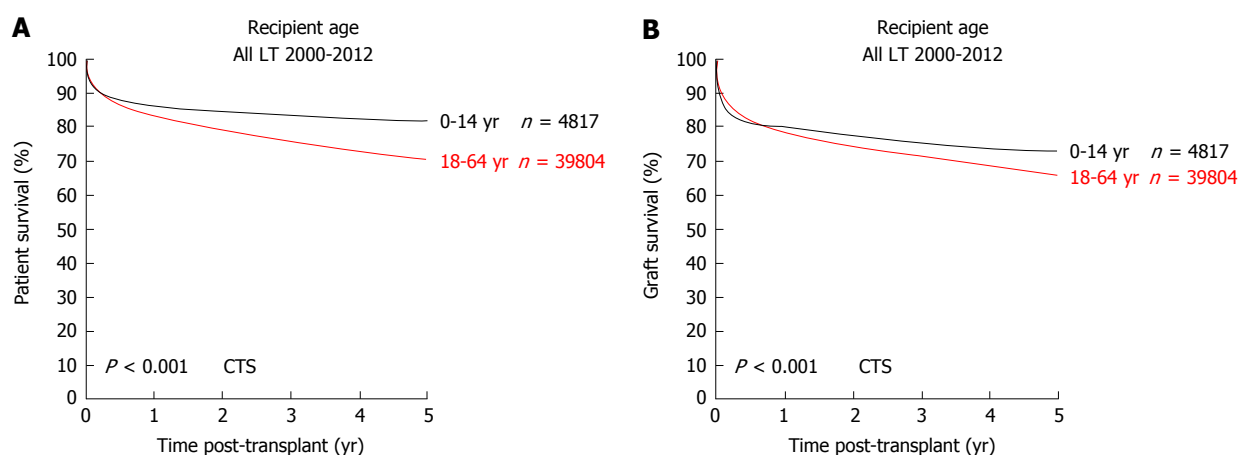 A
Recipient age
All LT 2000-2012
Patient survival (%)
100
90
80
70
60
50
40
30
20
10
0
0-14 yr n = 4817
18-64 yr n = 39804
P < 0.001 CTS
0 1 2 3 4 5
Time post-transplant (yr)
B
Recipient age
All LT 2000-2012
Graft survival (%)
100
90
80
70
60
50
40
30
20
10
0
0-14 yr n = 4817
18-64 yr n = 39804
P < 0.001 CTS
0 1 2 3 4 5
Time post-transplant (yr)